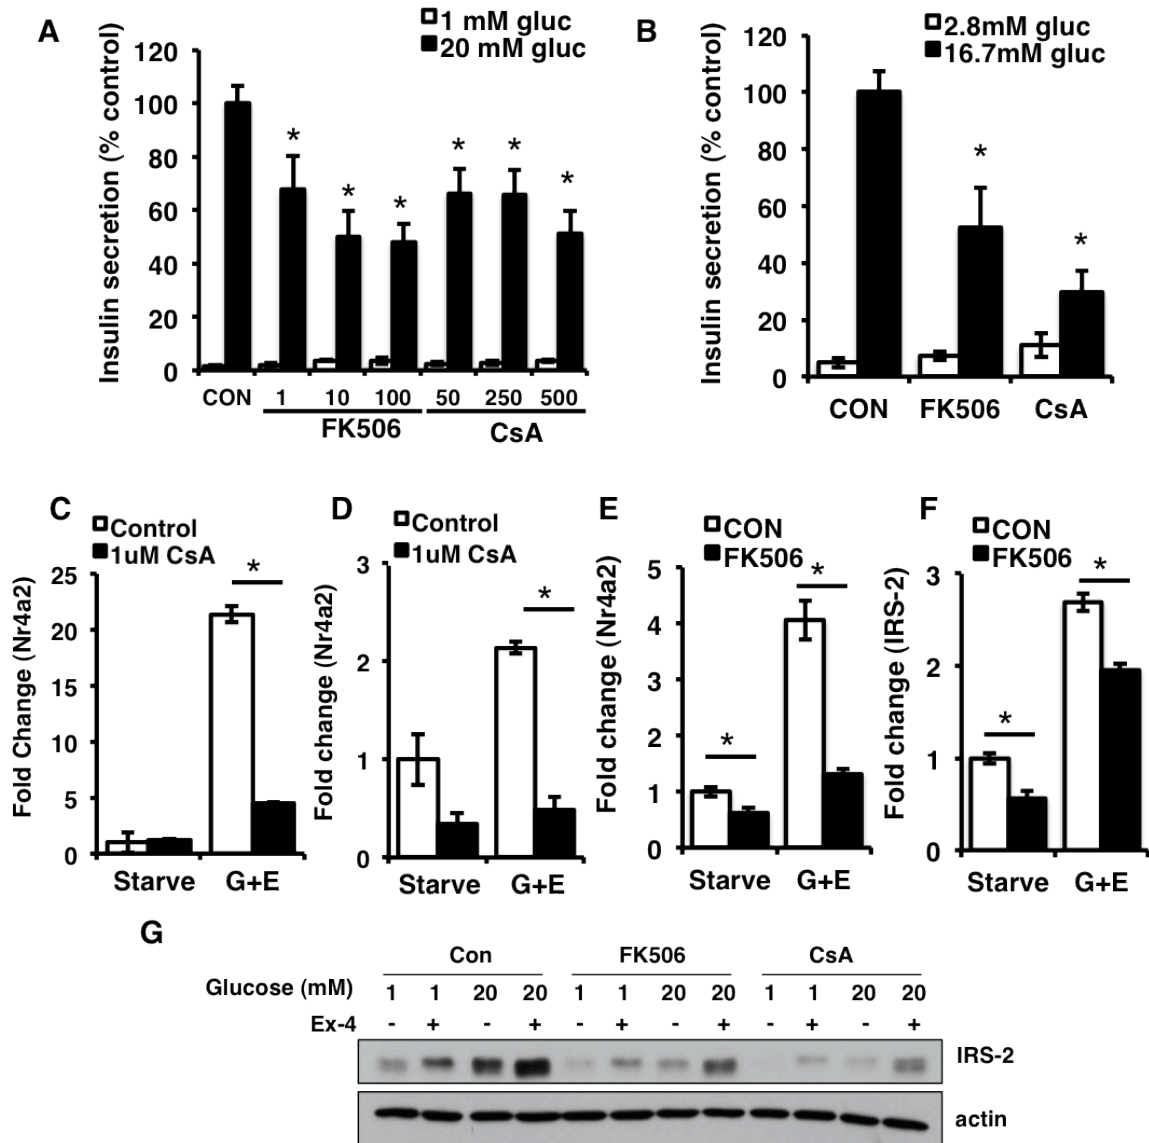 A
1 mM gluc
20 mM gluc
Insulin secretion (% control)
120
100
80
60
40
20
0
*
*
*
*
*
*
CON 1 10 100 50 250 500
FK506 CsA
B
2.8mM gluc
16.7mM gluc
Insulin secretion (% control)
120
100
80
60
40
20
0
*
*
CON FK506 CsA
C
Control
1uM CsA
Fold Change (Nr4a2)
25
20
15
10
5
0
*
Starve G+E
D
Control
1uM CsA
Fold change (Nr4a2)
3
2
1
0
*
Starve G+E
E
CON
FK506
Fold change (Nr4a2)
5
4
3
2
1
0
*
*
Starve G+E
F
CON
FK506
Fold change (IRS-2)
3
2
1
0
*
*
Starve G+E
G
Con FK506 CsA
Glucose (mM) 1 1 20 20 1 1 20 20 1 1 20 20
Ex-4 - + - + - + - + - + - +
IRS-2
actin